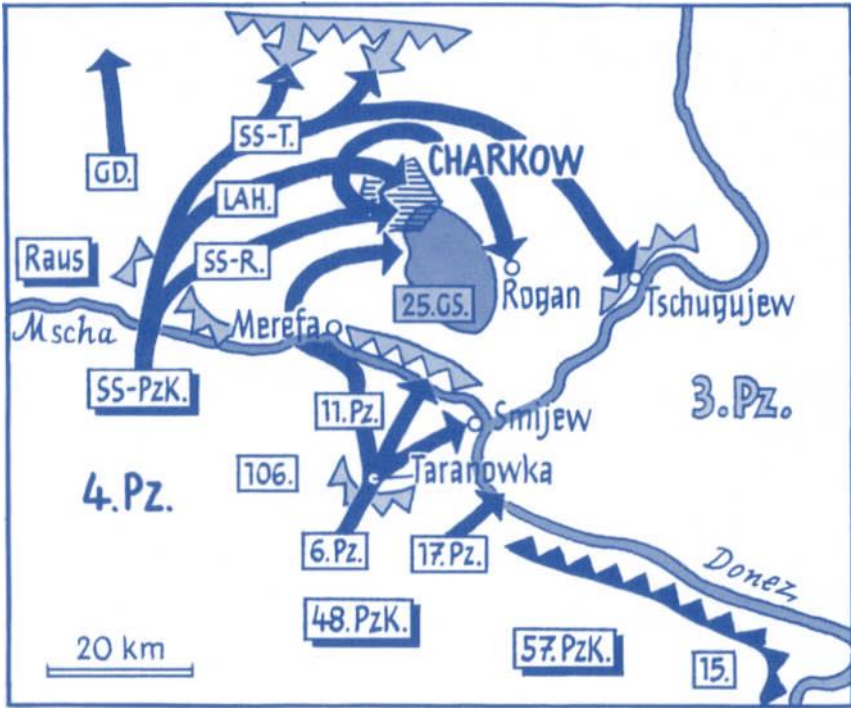 SS-T.
GD.
CHARKOW
LAH.
Raus
SS-R.
25.GS.
Rogan
Tschugujew
Mscha
Merefa
SS-PzK.
11.Pz.
Smijew
3.Pz.
106.
Taranowka
4.Pz.
6.Pz.
17.Pz.
Donez
48.PzK.
57.PzK.
15.
20 km